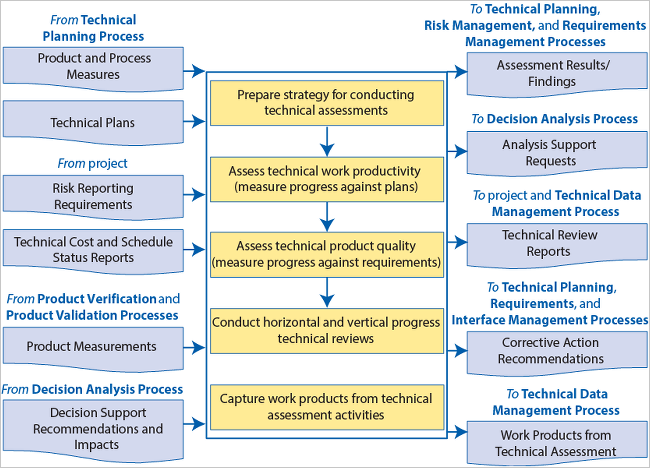 From Technical
Planning Process
Product and Process
Measures
Technical Plans
From project
Risk Reporting
Requirements
Technical Cost and Schedule
Status Reports
From Product Verification and
Product Validation Processes
Product Measurements
From Decision Analysis Process
Decision Support
Recommendations and
Impacts
Prepare strategy for conducting
technical assessments
Assess technical work productivity
(measure progress against plans)
Assess technical product quality
(measure progress against requirements)
Conduct horizontal and vertical progress
technical reviews
Capture work products from technical
assessment activities
To Technical Planning,
Risk Management, and Requirements
Management Processes
Assessment Results/
Findings
To Decision Analysis Process
Analysis Support
Requests
To project and Technical Data
Management Process
Technical Review
Reports
To Technical Planning,
Requirements, and
Interface Management Processes
Corrective Action
Recommendations
To Technical Data
Management Process
Work Products from
Technical Assessment